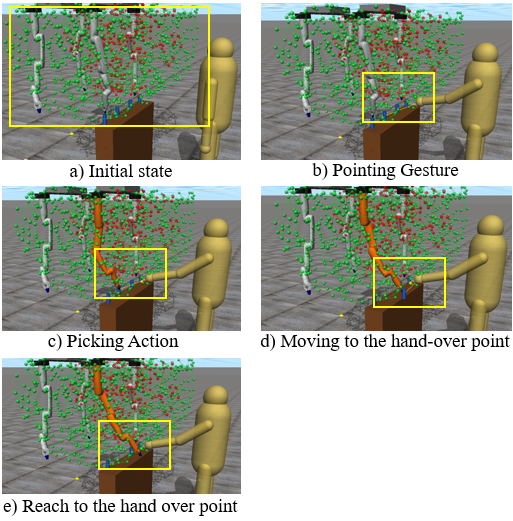 a) Initial state
b) Pointing Gesture
c) Picking Action
d) Moving to the hand-over point
e) Reach to the hand over point